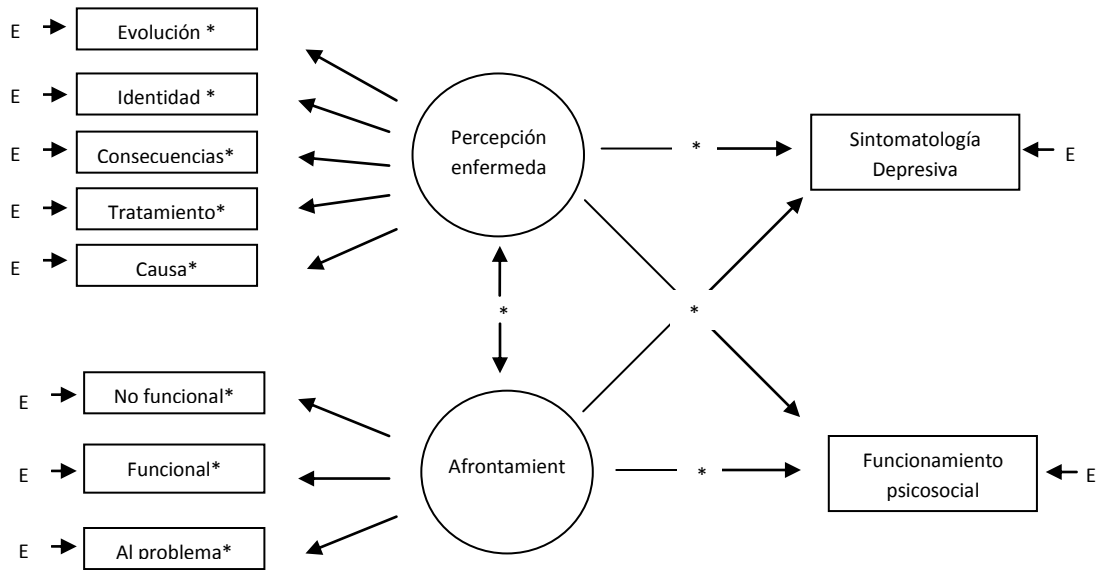 E
Evolución *
E
Identidad *
E
Consecuencias*
E
Tratamiento*
E
Causa*
Percepción
enfermeda
*
Sintomatología
Depresiva
E
*
*
E
No funcional*
E
Funcional*
E
Al problema*
Afrontamient
*
Funcionamiento
psicosocial
E